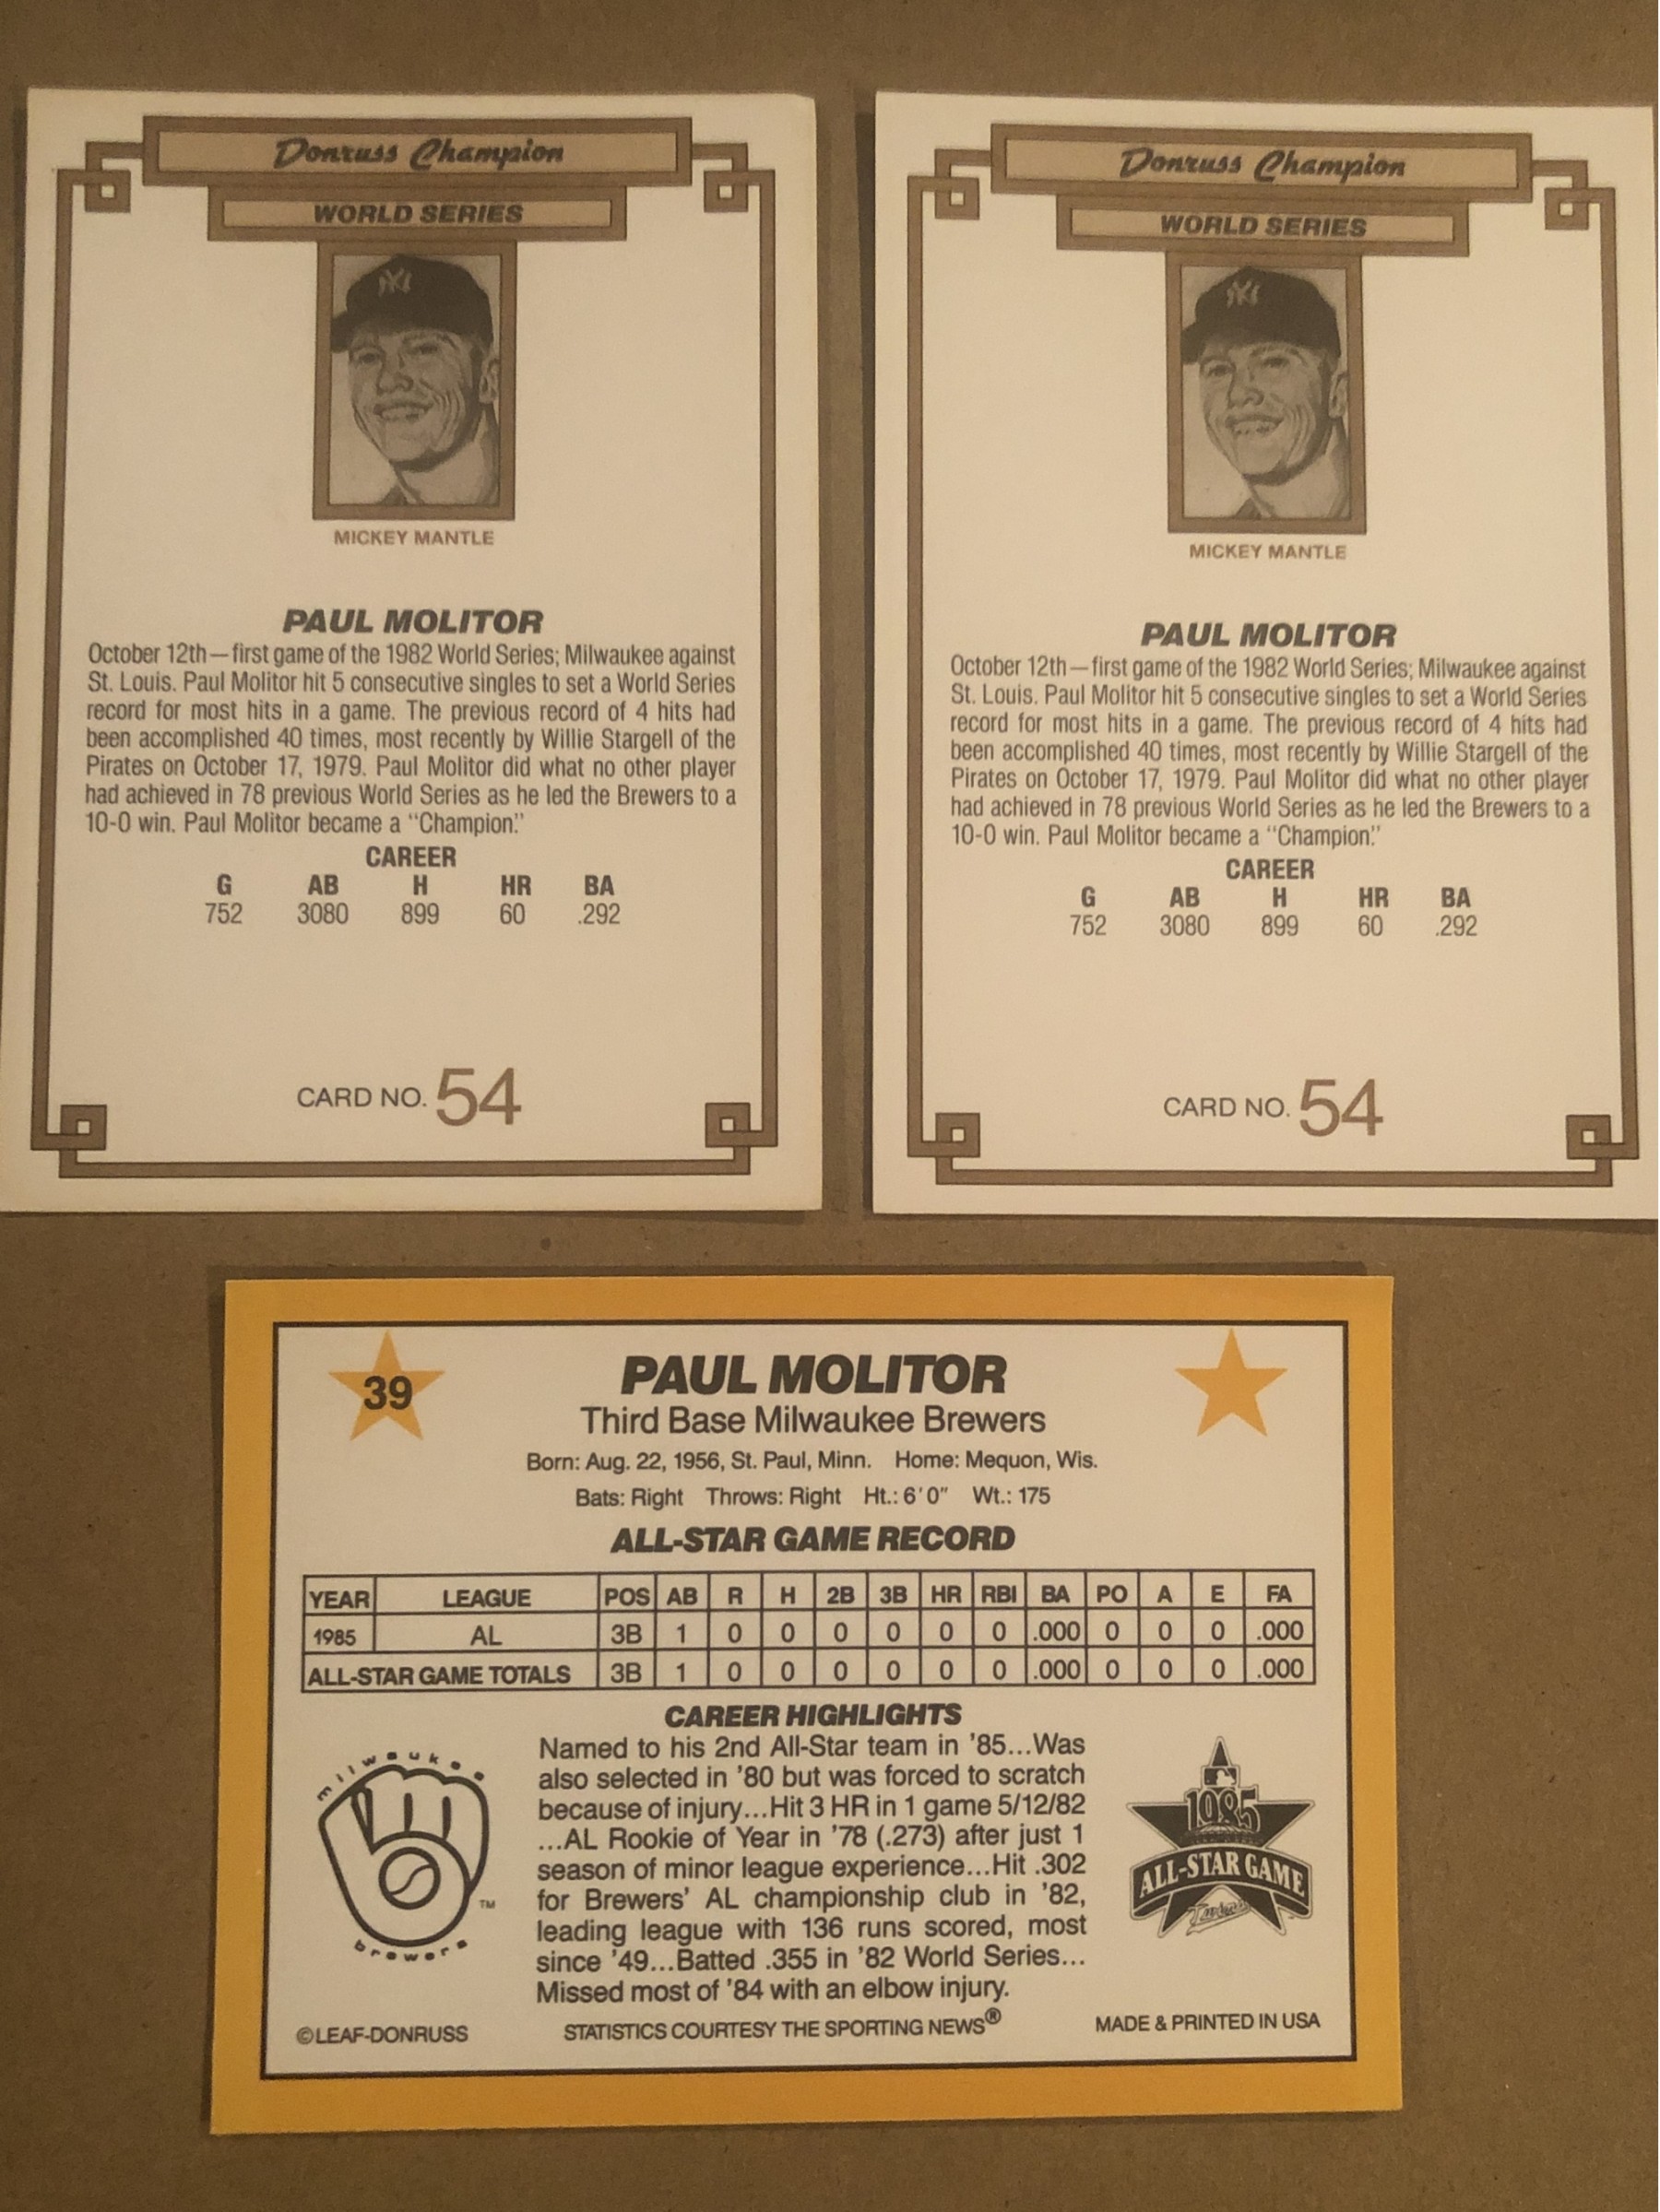 Donruss Champion
WORLD SERIES
NY
MICKEY MANTLE
PAUL MOLITOR
October 12th—first game of the 1982 World Series; Milwaukee against
St. Louis. Paul Molitor hit 5 consecutive singles to set a World Series
record for most hits in a game. The previous record of 4 hits had
been accomplished 40 times, most recently by Willie Stargell of the
Pirates on October 17, 1979. Paul Molitor did what no other player
had achieved in 78 previous World Series as he led the Brewers to a
10-0 win. Paul Molitor became a “Champion.”
CAREER
G AB H HR BA
752 3080 899 60 .292
CARD NO. 54
Donruss Champion
WORLD SERIES
NY
MICKEY MANTLE
PAUL MOLITOR
October 12th—first game of the 1982 World Series; Milwaukee against
St. Louis. Paul Molitor hit 5 consecutive singles to set a World Series
record for most hits in a game. The previous record of 4 hits had
been accomplished 40 times, most recently by Willie Stargell of the
Pirates on October 17, 1979. Paul Molitor did what no other player
had achieved in 78 previous World Series as he led the Brewers to a
10-0 win. Paul Molitor became a “Champion.”
CAREER
G AB H HR BA
752 3080 899 60 .292
CARD NO. 54
39
PAUL MOLITOR
Third Base Milwaukee Brewers
Born: Aug. 22, 1956, St. Paul, Minn. Home: Mequon, Wis.
Bats: Right Throws: Right Ht.: 6'0" Wt.: 175
ALL-STAR GAME RECORD
YEAR LEAGUE POS AB R H 2B 3B HR RBI BA PO A E FA
1985 AL 3B 1 0 0 0 0 0 0 .000 0 0 0 .000
ALL-STAR GAME TOTALS 3B 1 0 0 0 0 0 0 .000 0 0 0 .000
CAREER HIGHLIGHTS
Named to his 2nd All-Star team in '85...Was
also selected in '80 but was forced to scratch
because of injury...Hit 3 HR in 1 game 5/12/82
...AL Rookie of Year in '78 (.273) after just 1
season of minor league experience...Hit .302
for Brewers' AL championship club in '82,
leading league with 136 runs scored, most
since '49...Batted .355 in '82 World Series...
Missed most of '84 with an elbow injury.
milwaukee
TM
brewers
1985
ALL-STAR GAME
Twins
©LEAF-DONRUSS STATISTICS COURTESY THE SPORTING NEWS® MADE & PRINTED IN USA